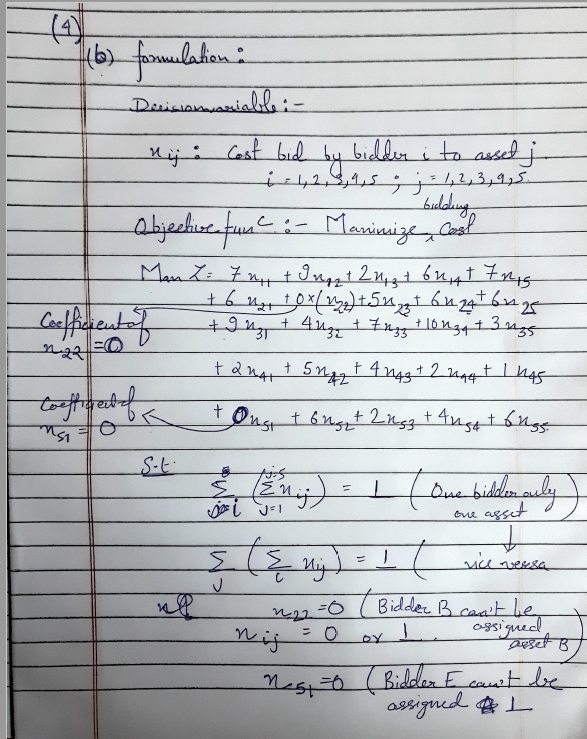 (4)
(b) formulation :
Decision variable :-
xij : Cost bid by bidder i to asset j.
i = 1,2,3,4,5 ; j = 1,2,3,4,5.
Objective func :- Maximize bidding Cost
Max Z = 7x11 + 9x12 + 2x13 + 6x14 + 7x15
+ 6x21 + 0×(x22) + 5x23 + 6x24 + 6x25
Coefficient of x22 = 0
+ 9x31 + 4x32 + 7x33 + 10x34 + 3x35
+ 2x41 + 5x42 + 4x43 + 2x44 + 1x45
Coefficient of x51 = 0
+ 0x51 + 6x52 + 2x53 + 4x54 + 6x55
S.t.
Σ i (j=5 Σ j=1 xij) = 1 (One bidder only one asset)
Σ j (Σ i xij) = 1 ( vice versa
x22 = 0 (Bidder B can't be assigned asset B)
xij = 0 or 1.
x51 = 0 (Bidder E can't be assigned 1